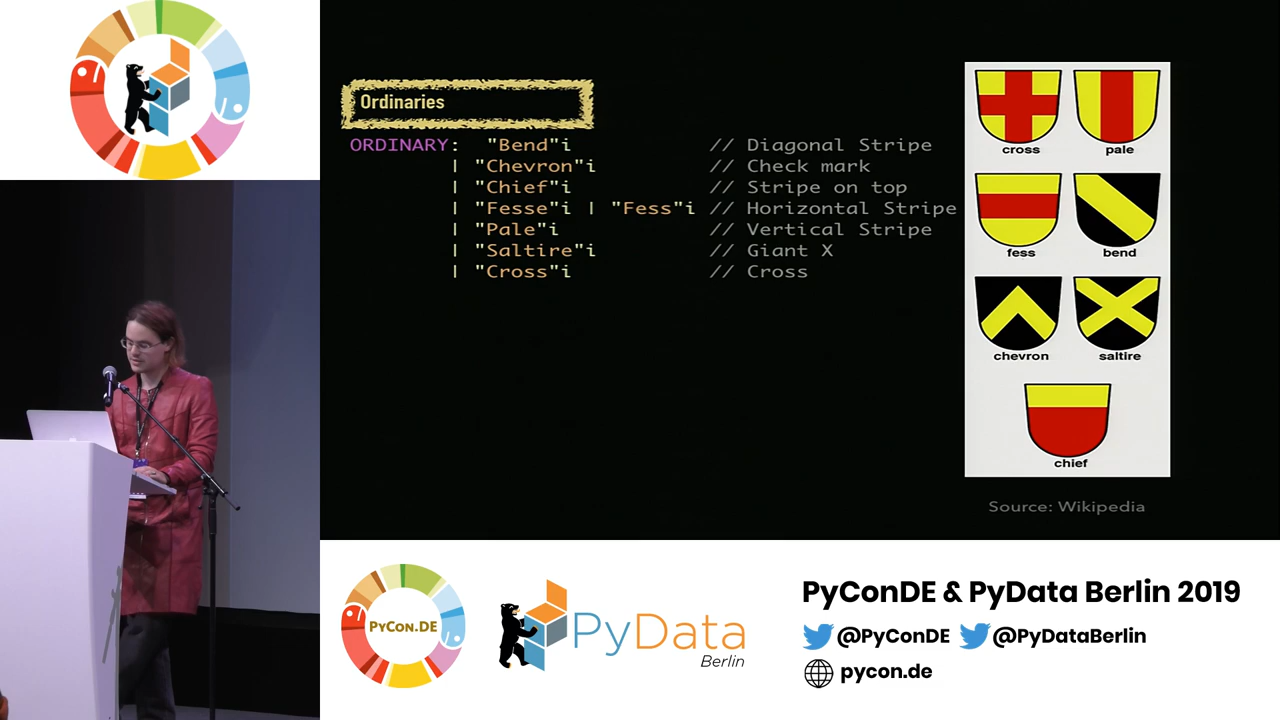 Ordinaries
ORDINARY: "Bend"i // Diagonal Stripe
| "Chevron"i // Check mark
| "Chief"i // Stripe on top
| "Fesse"i | "Fess"i // Horizontal Stripe
| "Pale"i // Vertical Stripe
| "Saltire"i // Giant X
| "Cross"i // Cross
cross pale
fess bend
chevron saltire
chief
Source: Wikipedia
PYCON.DE
PyData
Berlin
PyConDE & PyData Berlin 2019
@PyConDE @PyDataBerlin
pycon.de